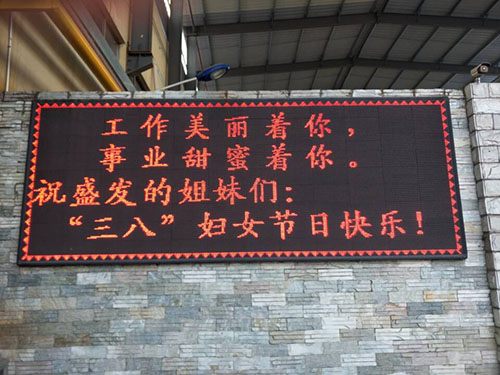 工作美丽着你，
事业甜蜜着你。
祝盛发的姐妹们：
“三八”妇女节日快乐！